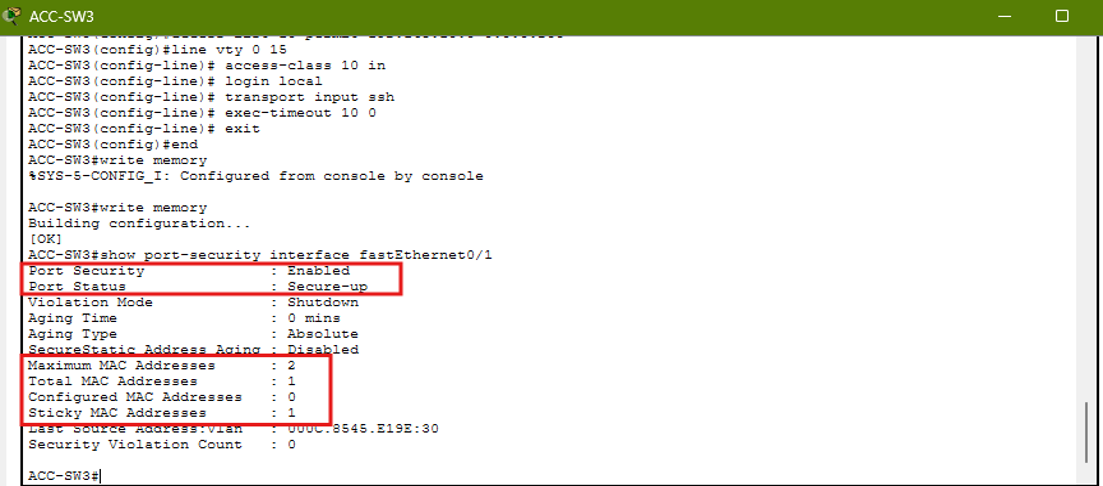 ACC-SW3
ACC-SW3(config)#line vty 0 15
ACC-SW3(config-line)# access-class 10 in
ACC-SW3(config-line)# login local
ACC-SW3(config-line)# transport input ssh
ACC-SW3(config-line)# exec-timeout 10 0
ACC-SW3(config-line)# exit
ACC-SW3(config)#end
ACC-SW3#write memory
%SYS-5-CONFIG_I: Configured from console by console
ACC-SW3#write memory
Building configuration...
[OK]
ACC-SW3#show port-security interface fastEthernet0/1
Port Security : Enabled
Port Status : Secure-up
Violation Mode : Shutdown
Aging Time : 0 mins
Aging Type : Absolute
SecureStatic Address Aging : Disabled
Maximum MAC Addresses : 2
Total MAC Addresses : 1
Configured MAC Addresses : 0
Sticky MAC Addresses : 1
Last Source Address:Vlan : 000C.8545.E19E:30
Security Violation Count : 0
ACC-SW3#